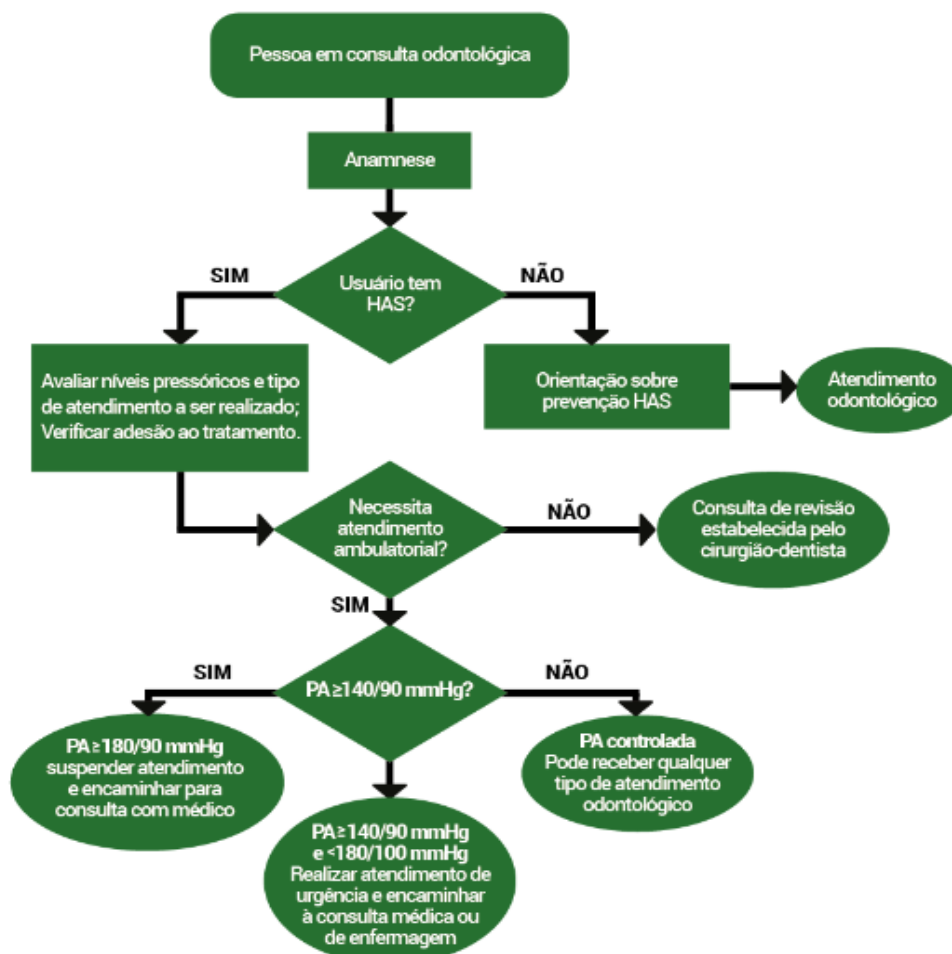 Pessoa em consulta odontológica
Anamnese
SIM
NÃO
Usuário tem
HAS?
Avaliar níveis pressóricos e tipo
de atendimento a ser realizado;
Verificar adesão ao tratamento.
Orientação sobre
prevenção HAS
Atendimento
odontológico
Necessita
atendimento
ambulatorial?
NÃO
Consulta de revisão
estabelecida pelo
cirurgião-dentista
SIM
SIM
PA≥140/90 mmHg?
NÃO
PA≥180/90 mmHg
suspender atendimento
e encaminhar para
consulta com médico
PA controlada
Pode receber qualquer
tipo de atendimento
odontológico
PA≥140/90 mmHg
e <180/100 mmHg
Realizar atendimento de
urgência e encaminhar
à consulta médica ou
de enfermagem